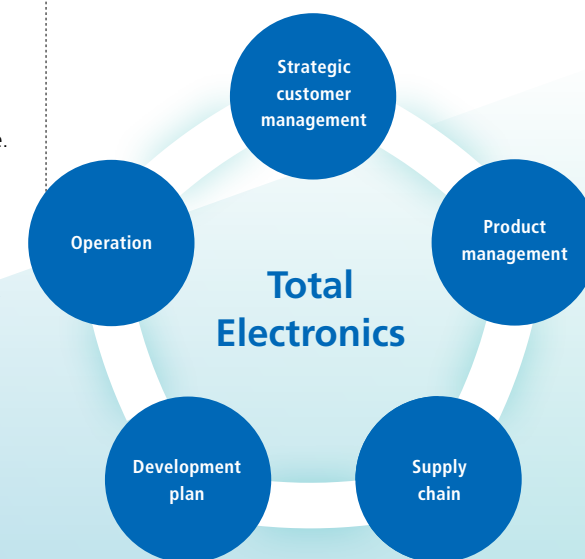 e.
Strategic
customer
management
Operation
Product
management
Total
Electronics
Development
plan
Supply
chain